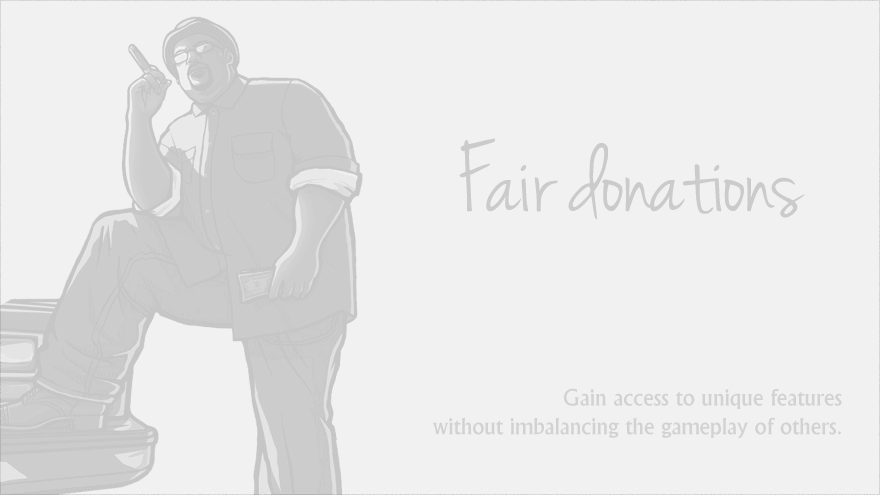 Fair donations
Gain access to unique features
without imbalancing the gameplay of others.